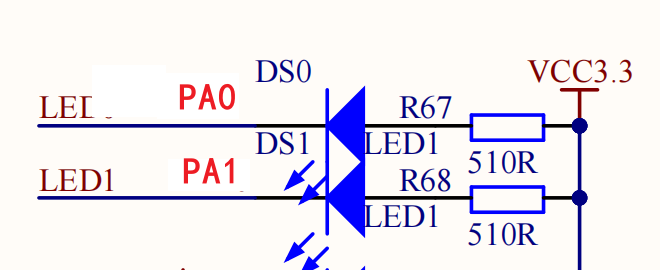 DS0 VCC3.3
LED PA0 R67
DS1 LED1 510R
LED1 PA1 R68
LED1 510R